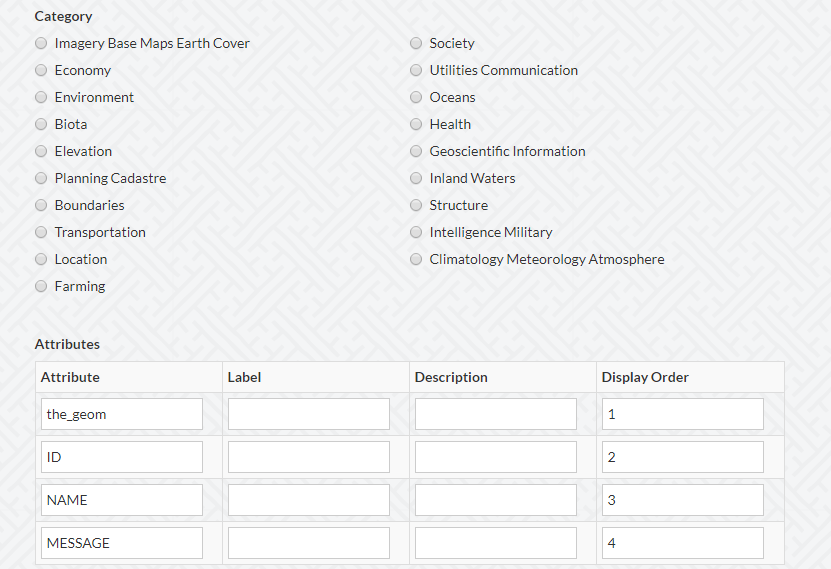 Category
Imagery Base Maps Earth Cover
Economy
Environment
Biota
Elevation
Planning Cadastre
Boundaries
Transportation
Location
Farming
Society
Utilities Communication
Oceans
Health
Geoscientific Information
Inland Waters
Structure
Intelligence Military
Climatology Meteorology Atmosphere
Attributes
Attribute Label Description Display Order
the_geom 1
ID 2
NAME 3
MESSAGE 4